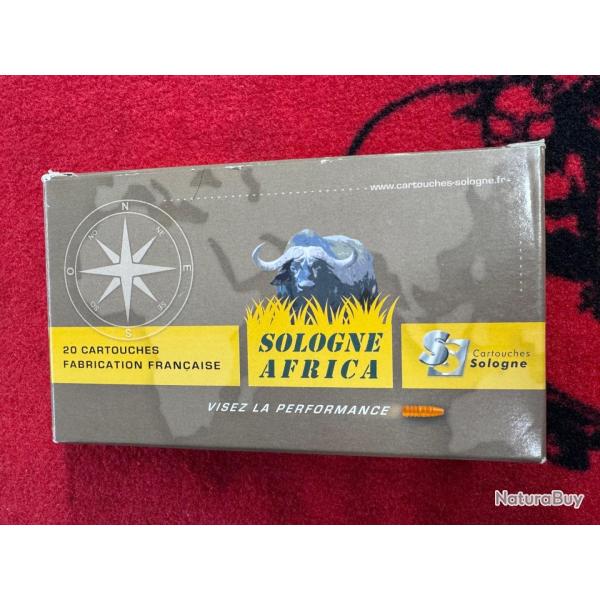 www.cartouches-sologne.fr
N
NO
NE
O
E
SO
SE
S
20 CARTOUCHES
FABRICATION FRANÇAISE
SOLOGNE
AFRICA
S
Cartouches
Sologne
VISEZ LA PERFORMANCE
NaturaBuy